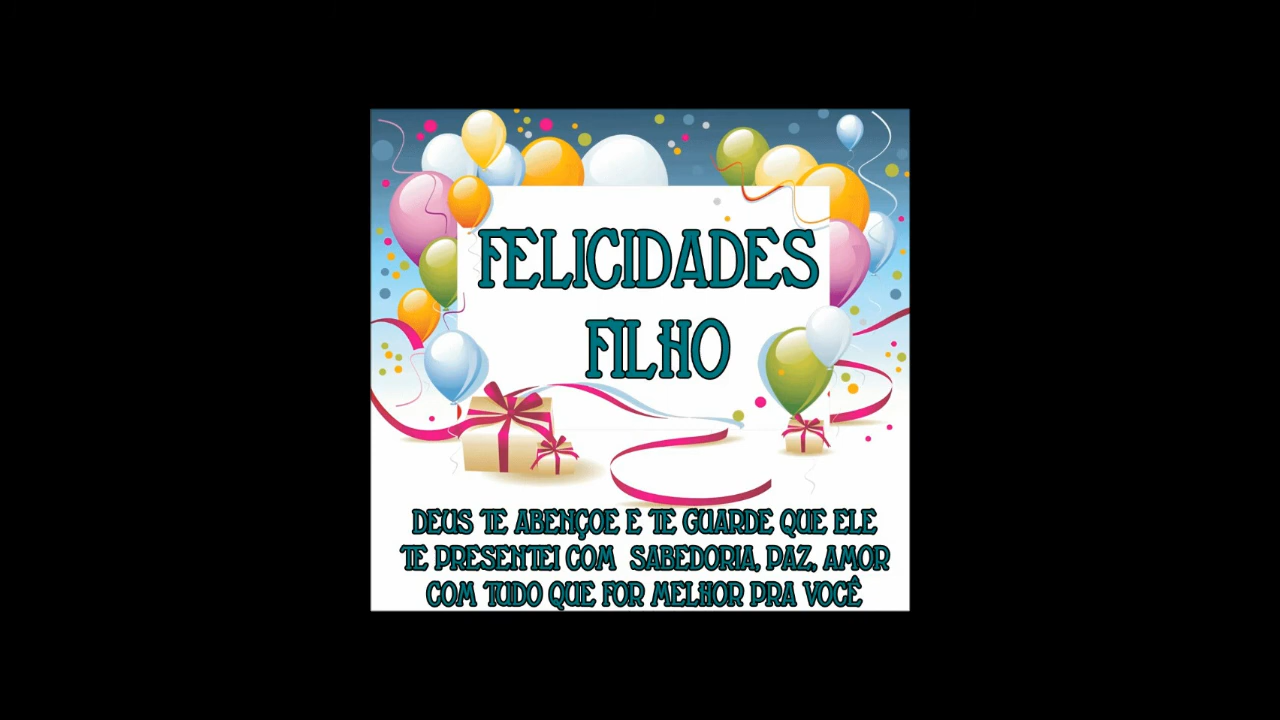 FELICIDADES
FILHO
DEUS TE ABENÇOE E TE GUARDE QUE ELE
TE PRESENTEI COM SABEDORIA, PAZ, AMOR
COM TUDO QUE FOR MELHOR PRA VOCÊ